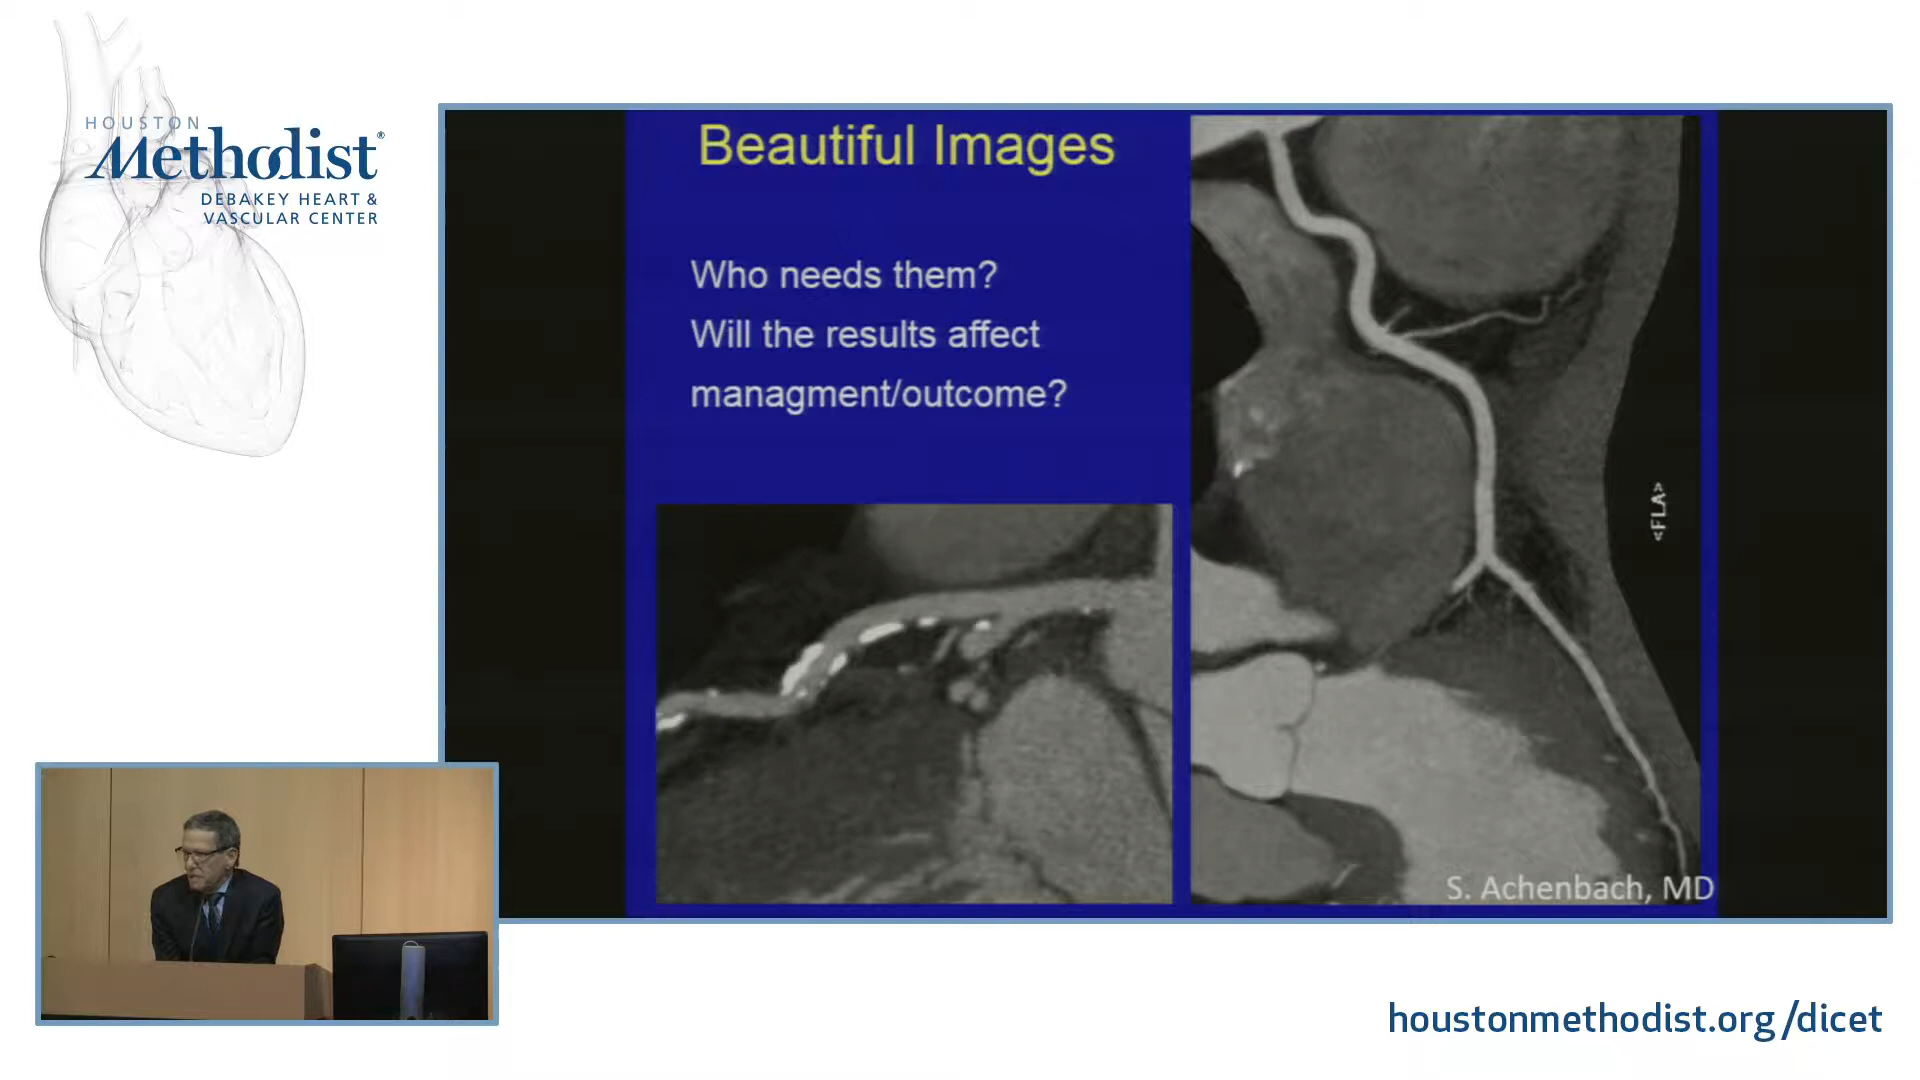 HOUSTON
Methodist®
DEBAKEY HEART &
VASCULAR CENTER
Beautiful Images
Who needs them?
Will the results affect
managment/outcome?
<FLA>
S. Achenbach, MD
houstonmethodist.org/dicet